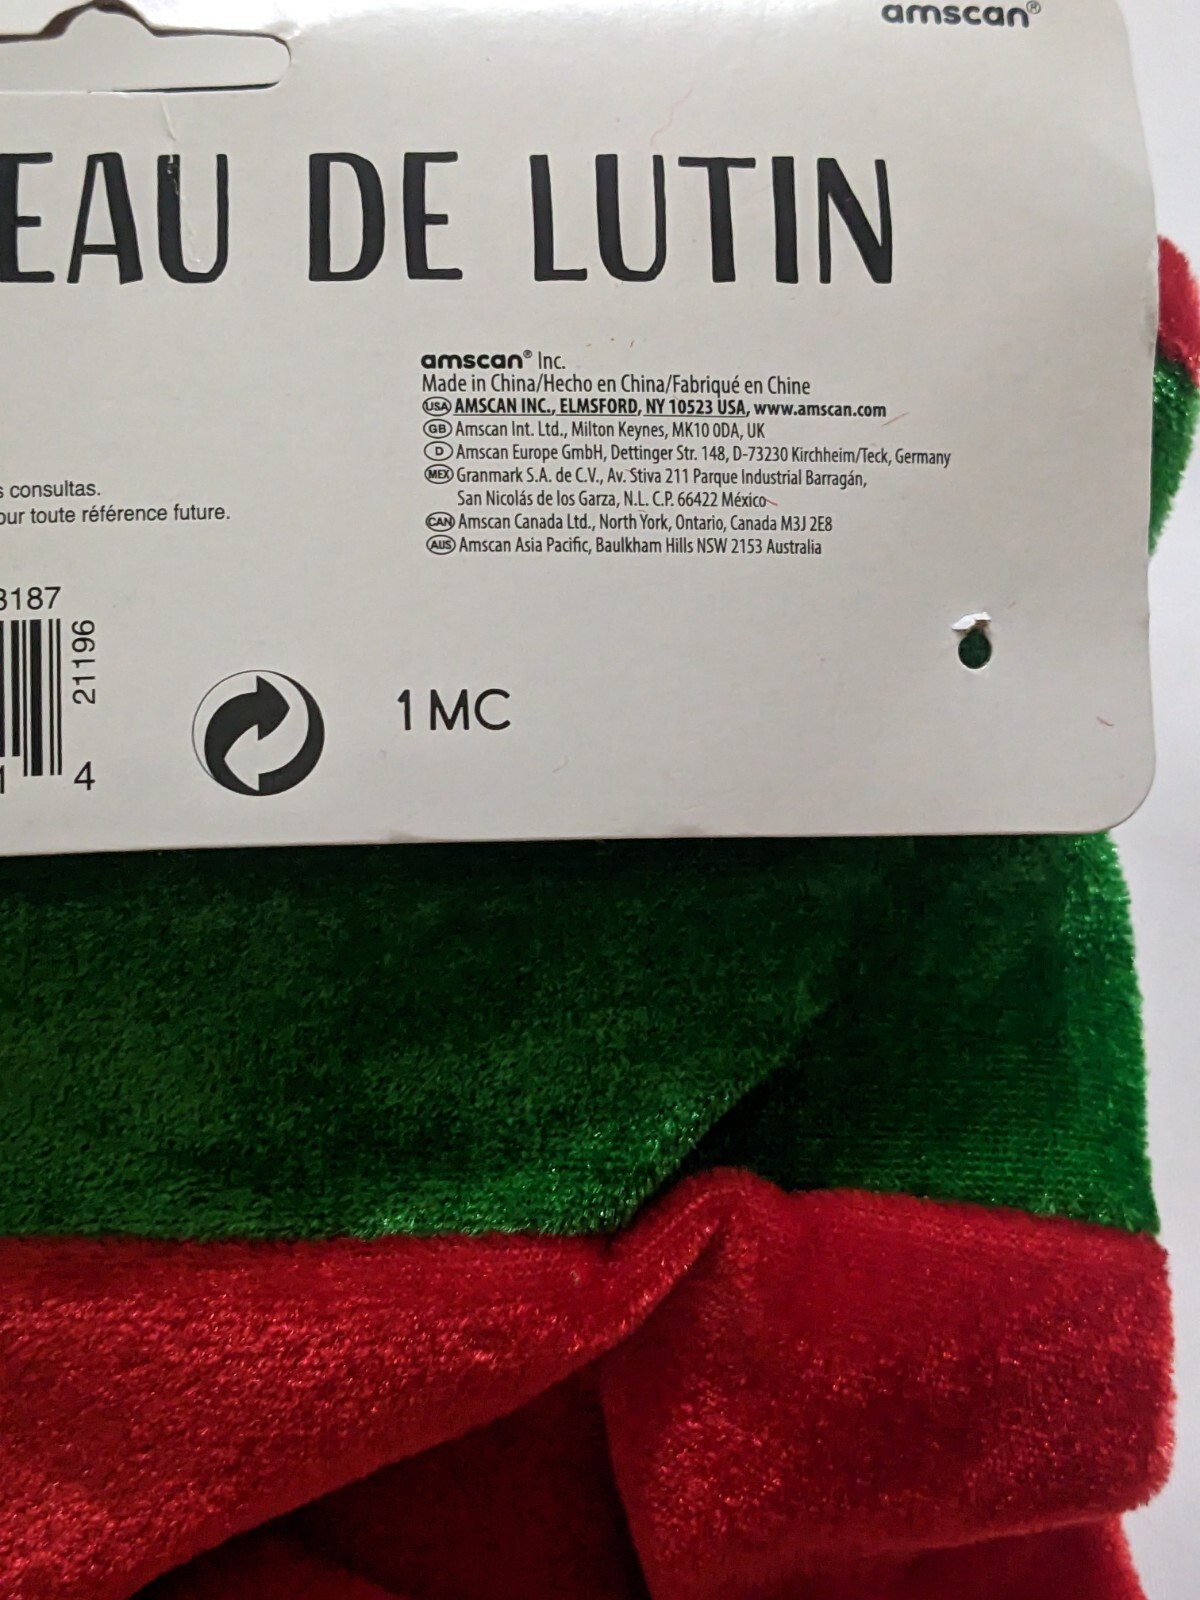 amscan®
EAU DE LUTIN
amscan® Inc.
Made in China/Hecho en China/Fabriqué en Chine
USA AMSCAN INC., ELMSFORD, NY 10523 USA, www.amscan.com
GB Amscan Int. Ltd., Milton Keynes, MK10 0DA, UK
D Amscan Europe GmbH, Dettinger Str. 148, D-73230 Kirchheim/Teck, Germany
MEX Granmark S.A. de C.V., Av. Stiva 211 Parque Industrial Barragán,
San Nicolás de los Garza, N.L. C.P. 66422 México
CAN Amscan Canada Ltd., North York, Ontario, Canada M3J 2E8
AUS Amscan Asia Pacific, Baulkham Hills NSW 2153 Australia
s consultas.
our toute référence future.
8187
21196
1 4
1 MC